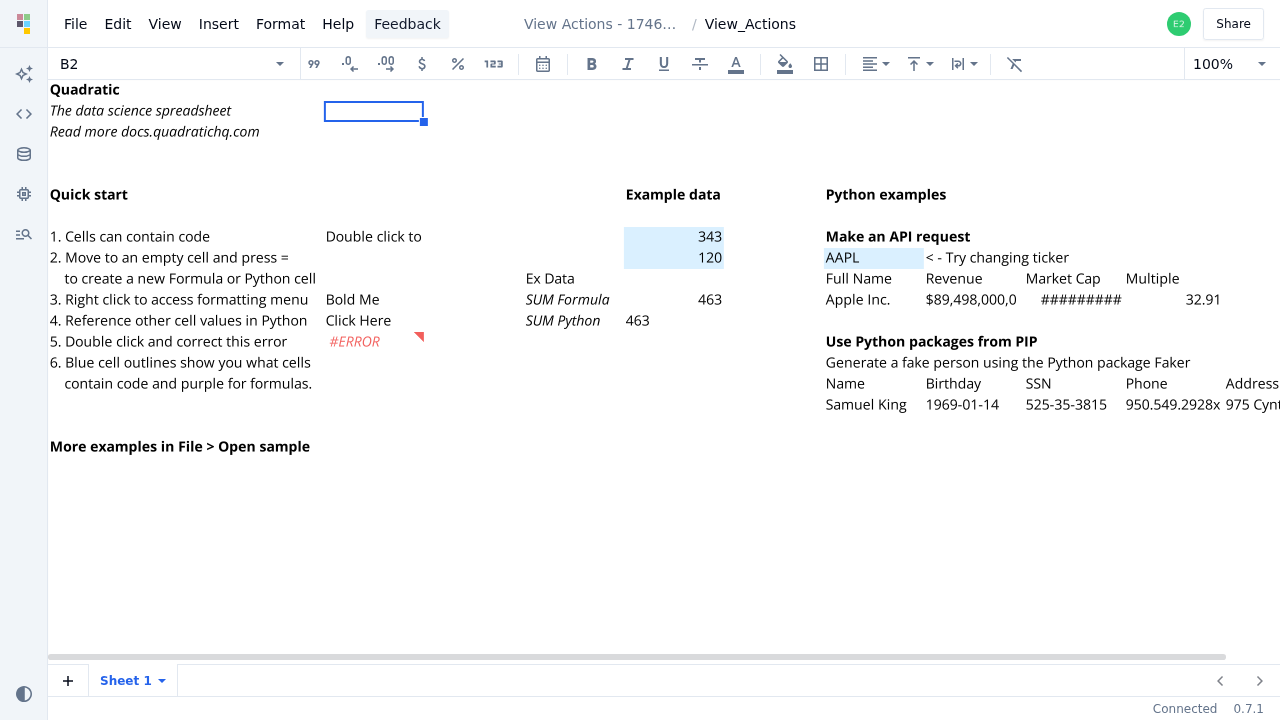 File Edit View Insert Format Help Feedback View Actions - 1746... / View_Actions E2 Share
B2 $ % 123 B I U A 100%
Quadratic
The data science spreadsheet
Read more docs.quadratichq.com
Quick start Example data Python examples
1. Cells can contain code Double click to 343 Make an API request
2. Move to an empty cell and press = 120 AAPL < - Try changing ticker
to create a new Formula or Python cell Ex Data Full Name Revenue Market Cap Multiple
3. Right click to access formatting menu Bold Me SUM Formula 463 Apple Inc. $89,498,000,0 ######### 32.91
4. Reference other cell values in Python Click Here SUM Python 463
5. Double click and correct this error #ERROR Use Python packages from PIP
6. Blue cell outlines show you what cells Generate a fake person using the Python package Faker
contain code and purple for formulas. Name Birthday SSN Phone Address
Samuel King 1969-01-14 525-35-3815 950.549.2928x 975 Cynt
More examples in File > Open sample
+ Sheet 1
Connected 0.7.1